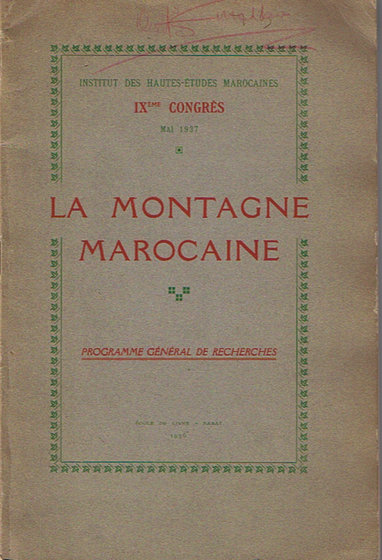 INSTITUT DES HAUTES-ÉTUDES MAROCAINES
IXÈME CONGRÈS
MAI 1937
LA MONTAGNE
MAROCAINE
PROGRAMME GÉNÉRAL DE RECHERCHES
ÉCOLE DU LIVRE - RABAT
1936